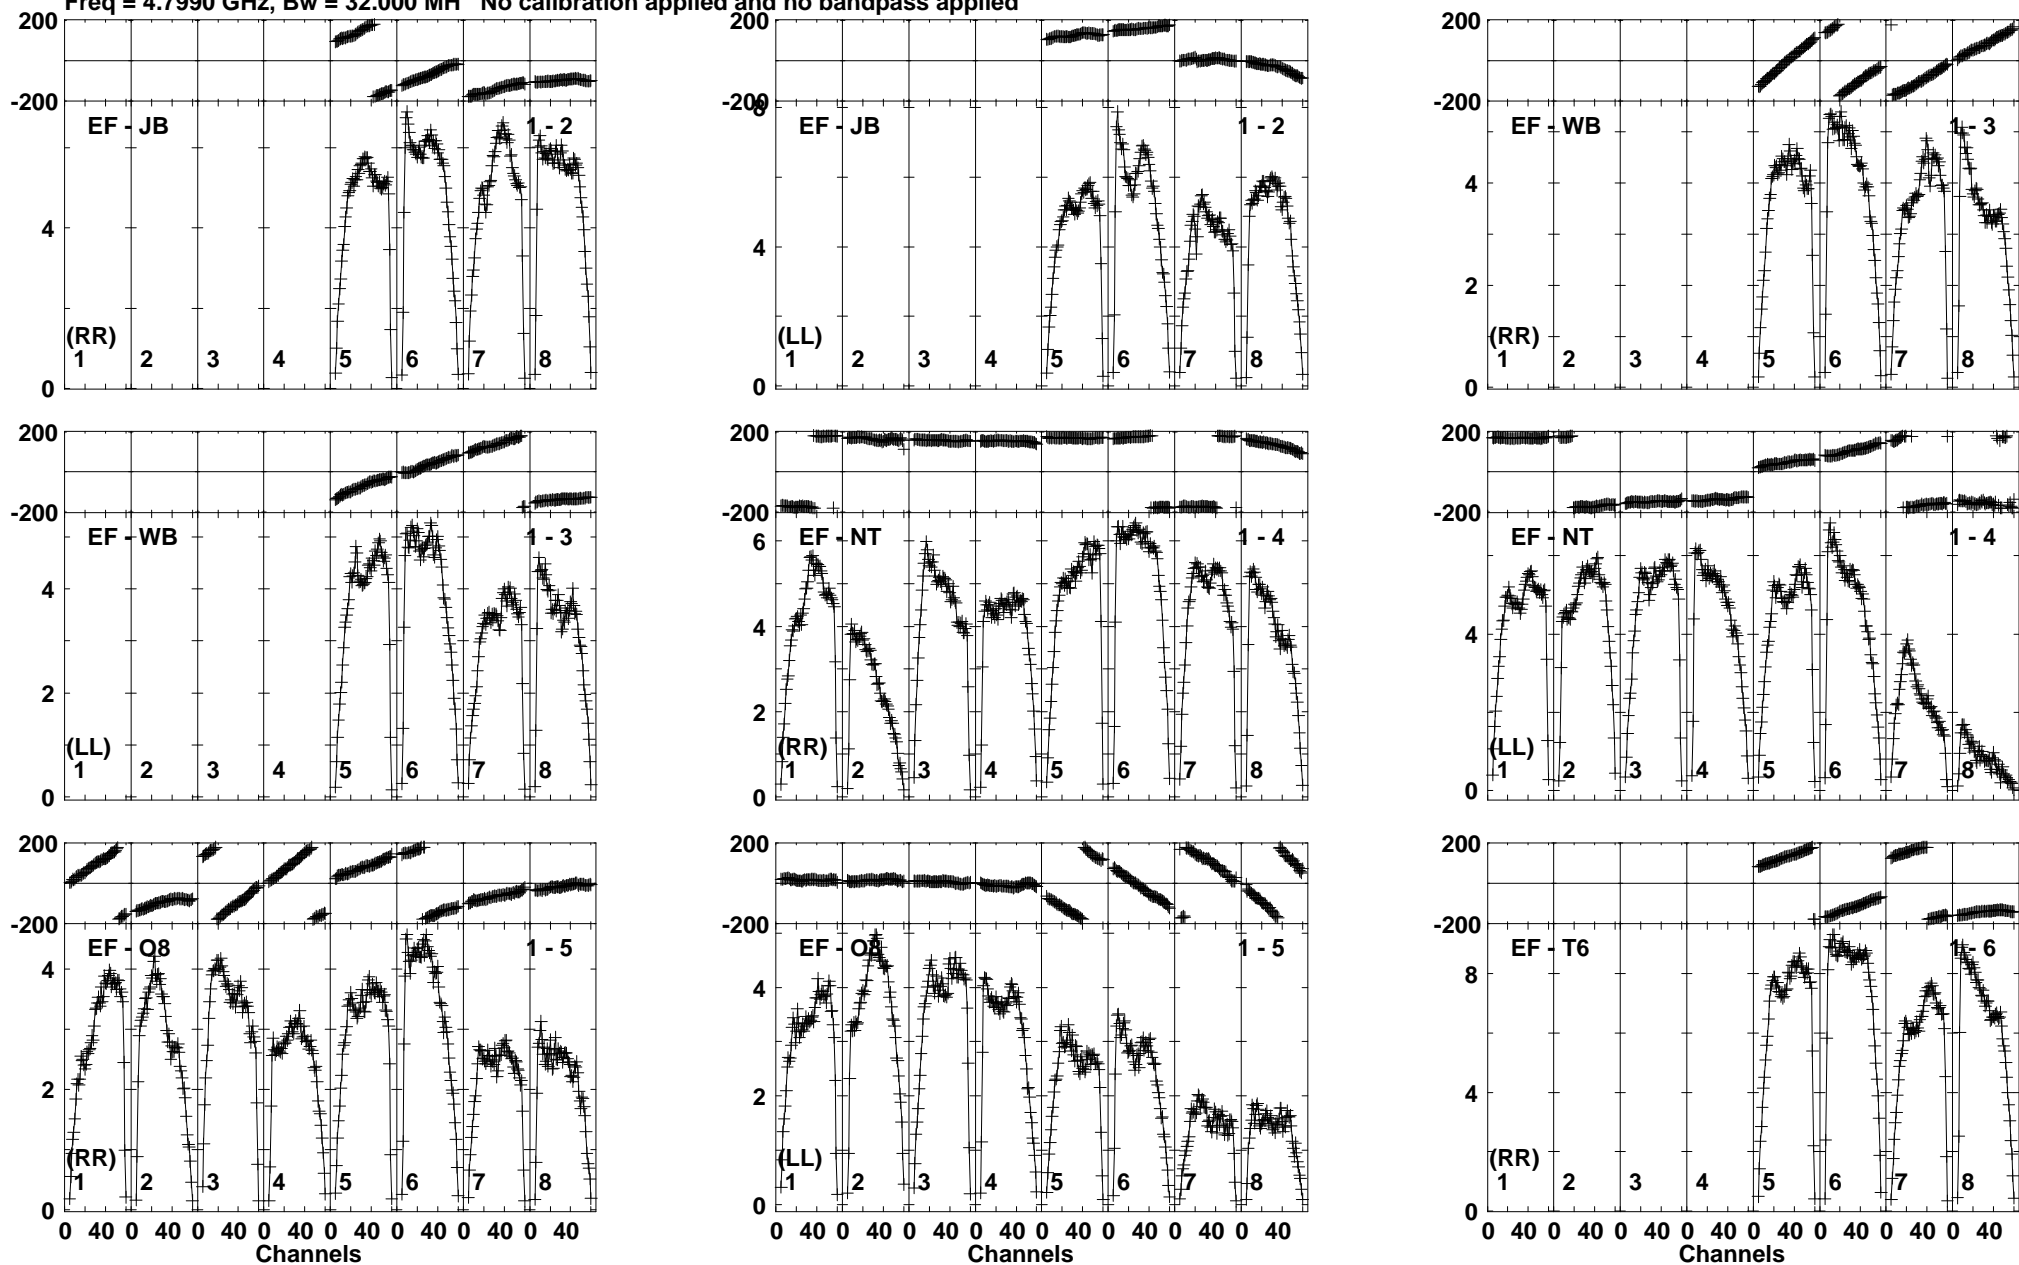 Freq = 4.7990 GHz, Bw = 32.000 MH No calibration applied and no bandpass applied
200 200 200
-200 -200 -200
EF - JB 1 - 2 8 EF - JB 1 - 2 EF - WB 1 - 3
4 4 4
2
(RR) (LL) (RR)
1 2 3 4 5 6 7 8 1 2 3 4 5 6 7 8 1 2 3 4 5 6 7 8
0 0 0
200 200 200
-200 -200 -200
EF - WB 1 - 3 6 EF - NT 1 - 4 EF - NT 1 - 4
4 4 4
2 2
(LL) (RR) (LL)
1 2 3 4 5 6 7 8 1 2 3 4 5 6 7 8 1 2 3 4 5 6 7 8
0 0 0
200 200 200
-200 -200 -200
EF - O8 1 - 5 EF - O8 1 - 5 EF - T6 1 - 6
4 4 8
2 2 4
(RR) (LL) (RR)
1 2 3 4 5 6 7 8 1 2 3 4 5 6 7 8 1 2 3 4 5 6 7 8
0 0 0
0 40 0 40 0 40 0 40 0 40 0 40 0 40 0 40 0 40 0 40 0 40 0 40 0 40 0 40 0 40 0 40 0 40 0 40 0 40 0 40 0 40 0 40 0 40 0 40
Channels Channels Channels